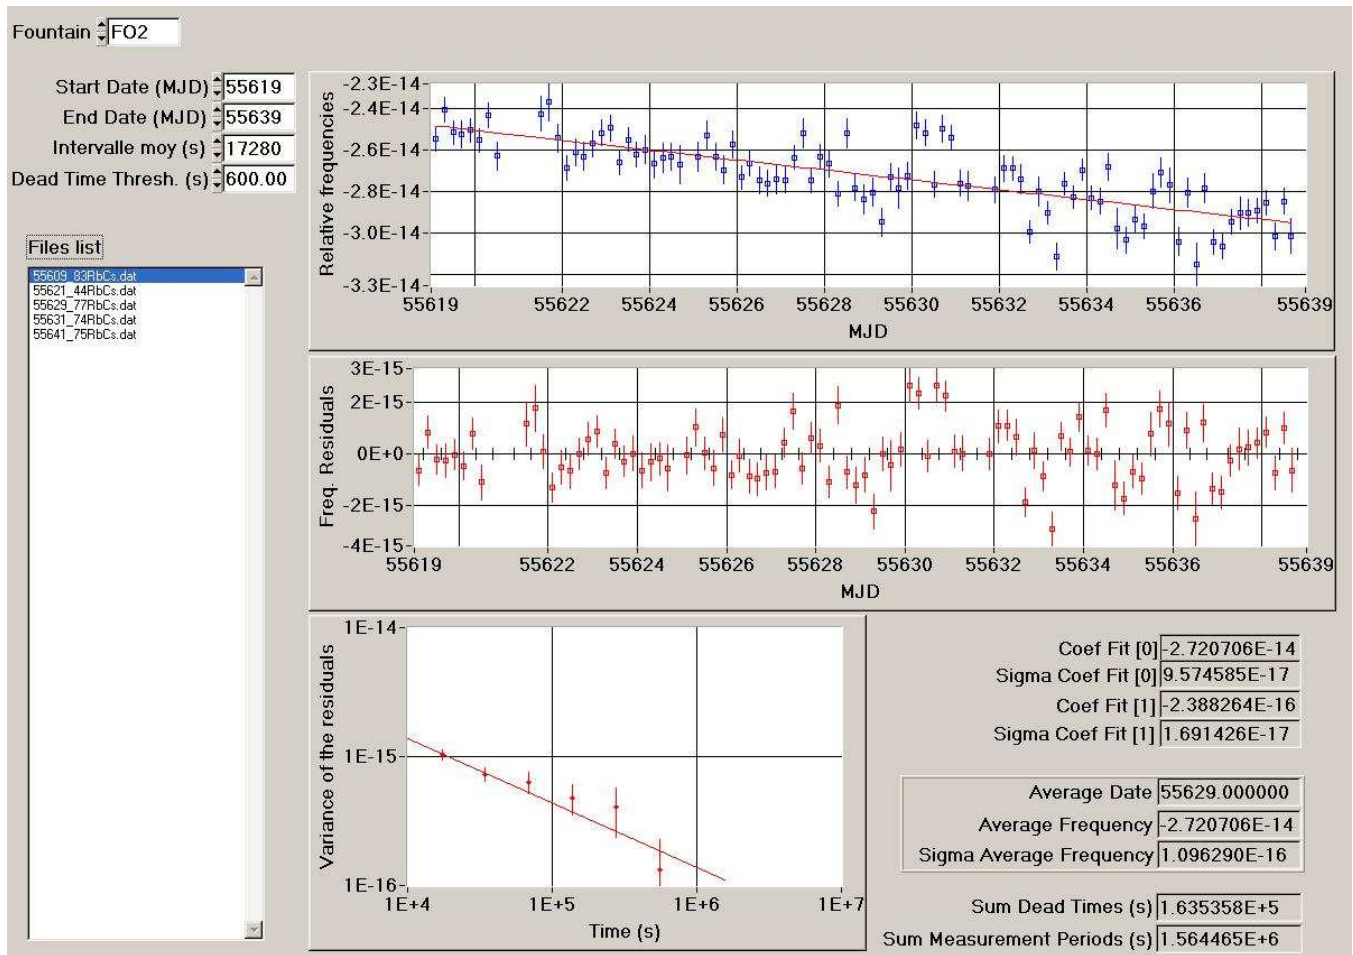 Fountain FO2
Start Date (MJD) 55619
End Date (MJD) 55639
Intervalle moy (s) 17280
Dead Time Thresh. (s) 600.00
Files list
55609_83RbCs.dat
55621_44RbCs.dat
55629_77RbCs.dat
55631_74RbCs.dat
55641_75RbCs.dat
Relative frequencies
-2.3E-14
-2.4E-14
-2.6E-14
-2.8E-14
-3.0E-14
-3.3E-14
55619 55622 55624 55626 55628 55630 55632 55634 55636 55639
MJD
Freq. Residuals
3E-15
2E-15
0E+0
-2E-15
-4E-15
55619 55622 55624 55626 55628 55630 55632 55634 55636 55639
MJD
Variance of the residuals
1E-14
1E-15
1E-16
1E+4 1E+5 1E+6 1E+7
Time (s)
Coef Fit [0] -2.720706E-14
Sigma Coef Fit [0] 9.574585E-17
Coef Fit [1] -2.388264E-16
Sigma Coef Fit [1] 1.691426E-17
Average Date 55629.000000
Average Frequency -2.720706E-14
Sigma Average Frequency 1.096290E-16
Sum Dead Times (s) 1.635358E+5
Sum Measurement Periods (s) 1.564465E+6